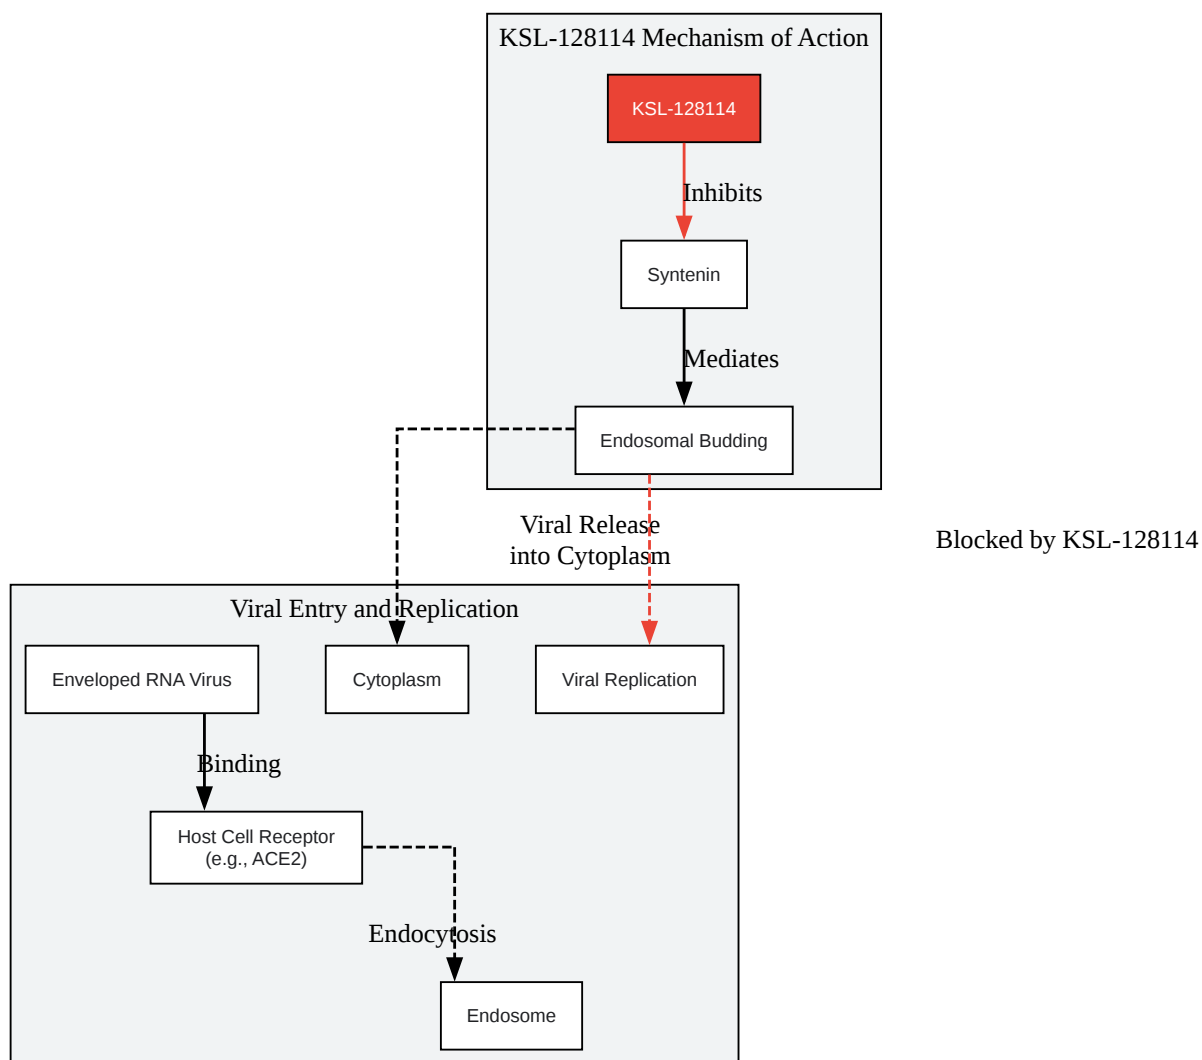 KSL-128114 Mechanism of Action
KSL-128114
Inhibits
Syntenin
Mediates
Endosomal Budding
Viral Release
into Cytoplasm
Blocked by KSL-128114
Viral Entry and Replication
Enveloped RNA Virus
Cytoplasm
Viral Replication
Binding
Host Cell Receptor
(e.g., ACE2)
Endocytosis
Endosome